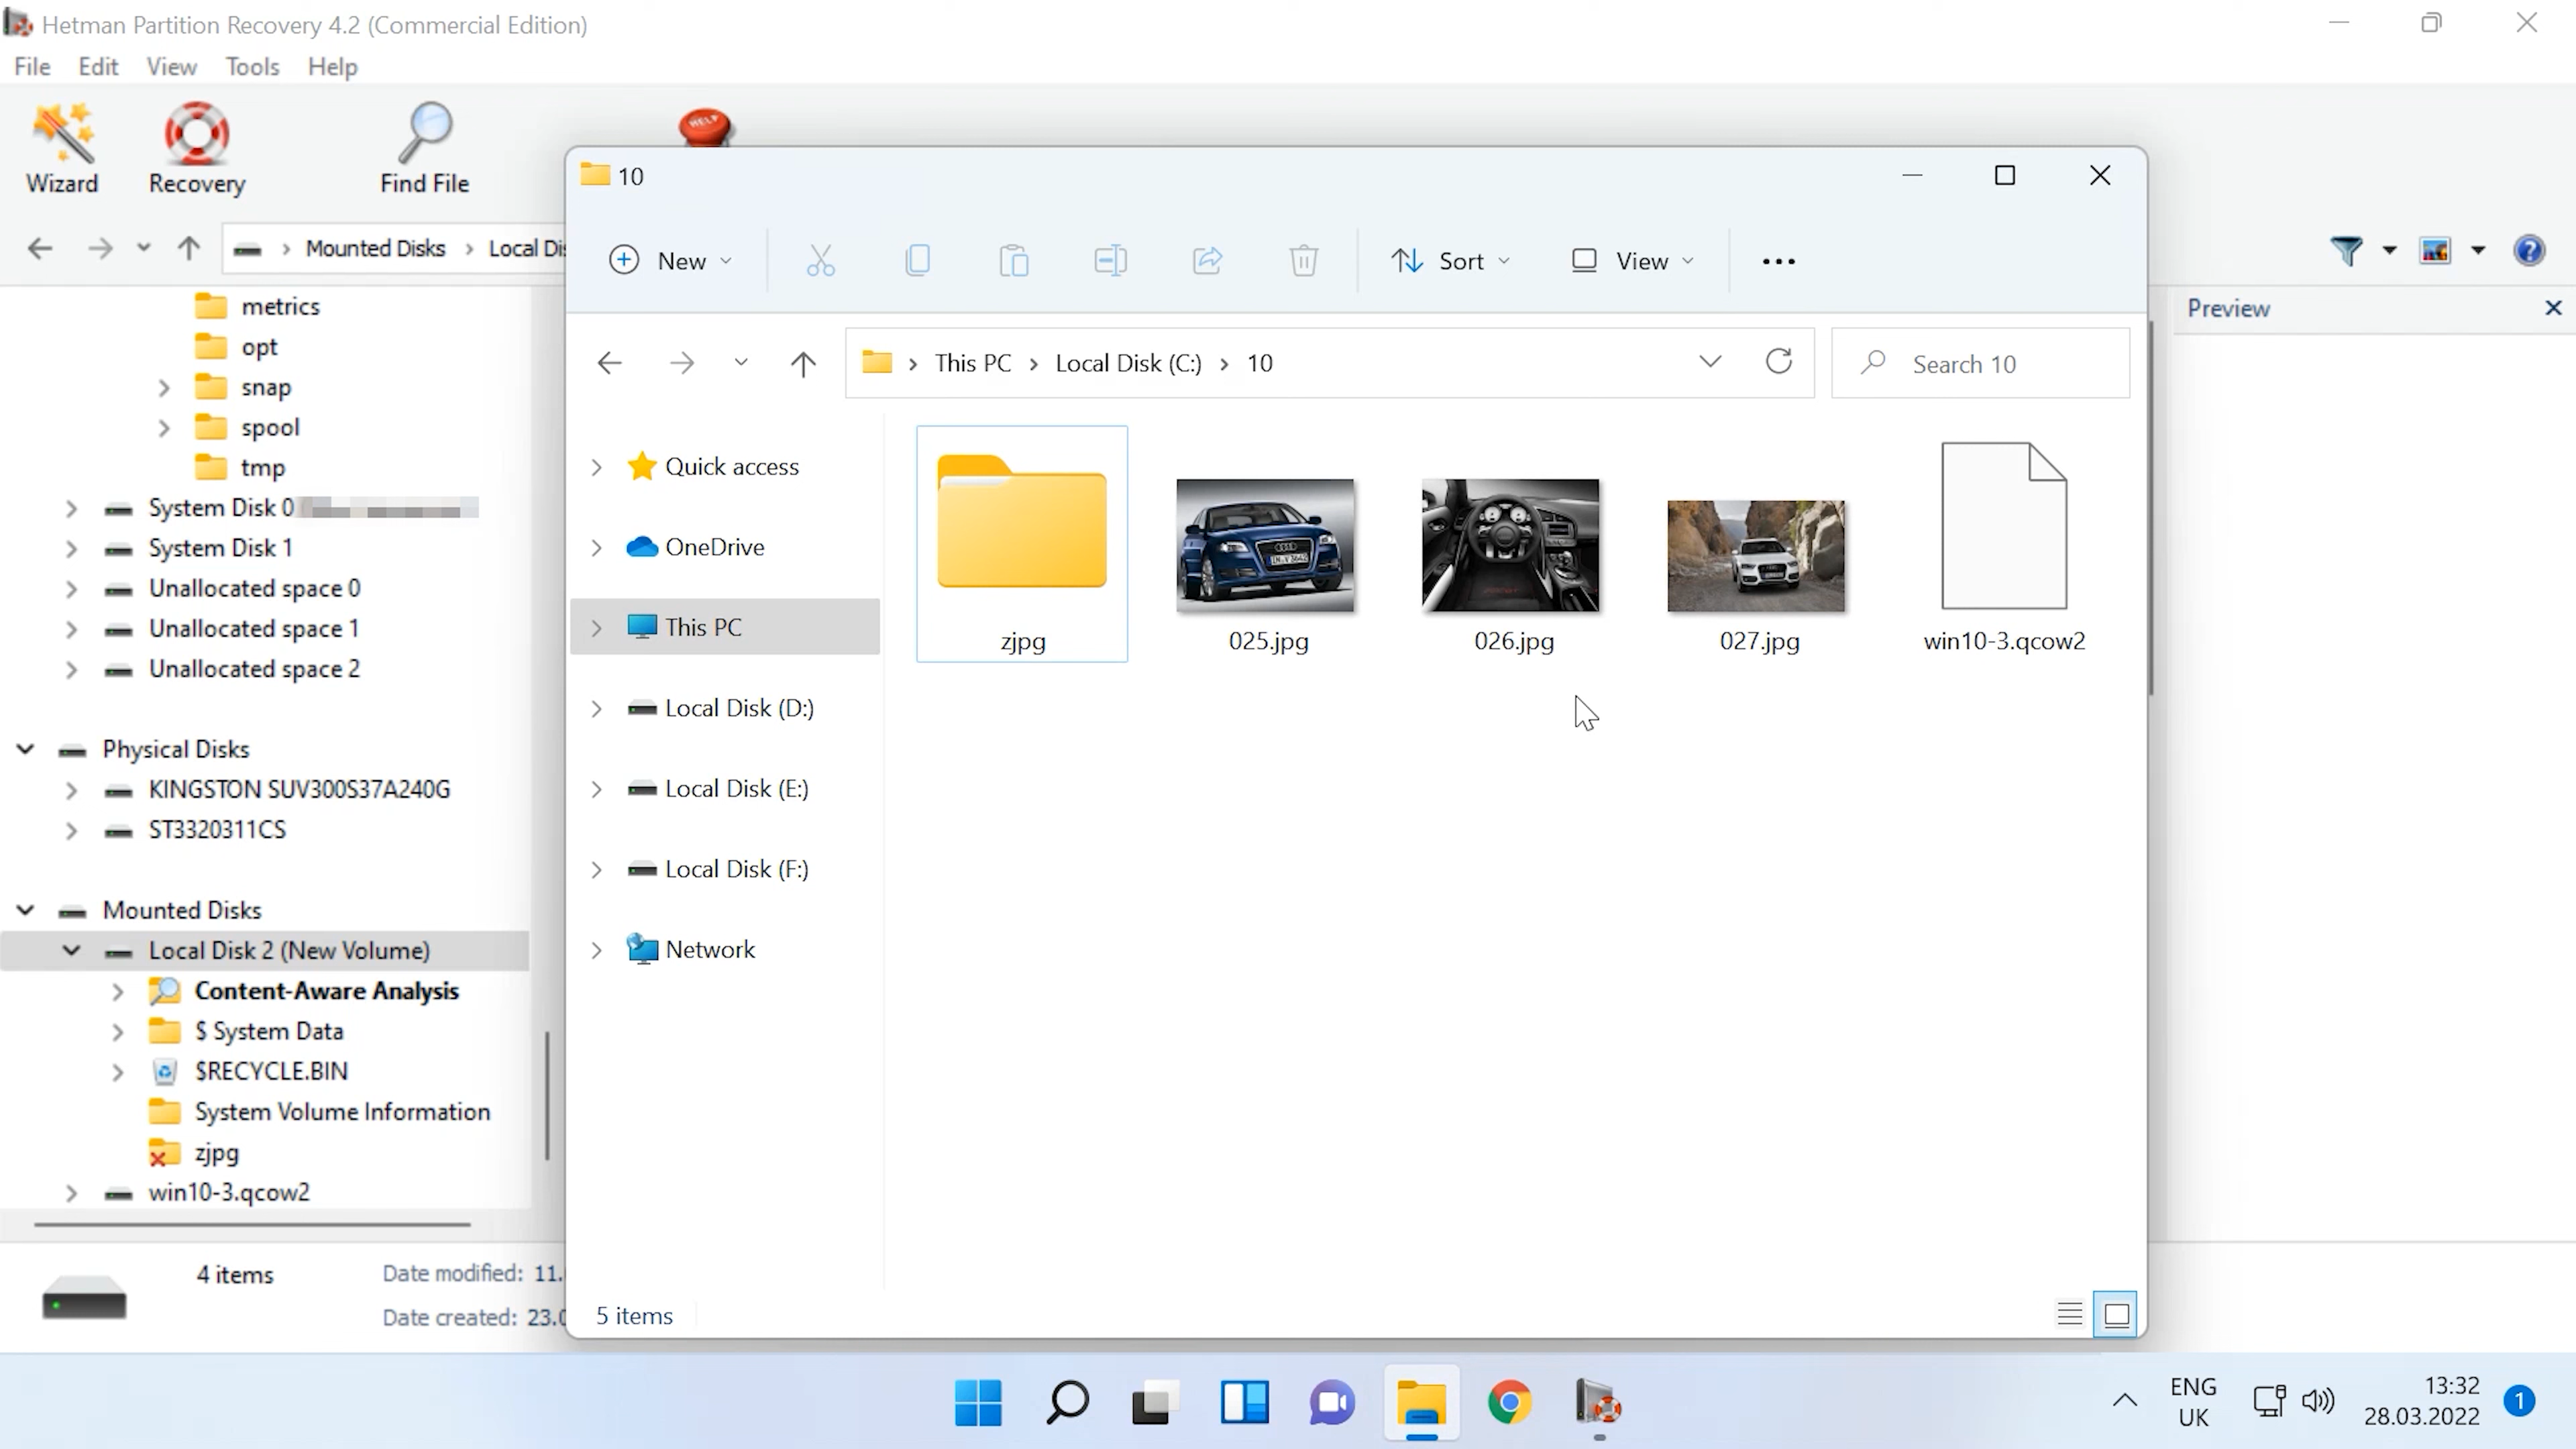 Hetman Partition Recovery 4.2 (Commercial Edition)
File Edit View Tools Help
HELP
Wizard Recovery Find File
Mounted Disks Local
Preview
metrics
opt
snap
spool
tmp
System Disk 0
System Disk 1
Unallocated space 0
Unallocated space 1
Unallocated space 2
Physical Disks
KINGSTON SUV300S37A240G
ST3320311CS
Mounted Disks
Local Disk 2 (New Volume)
Content-Aware Analysis
$ System Data
$RECYCLE.BIN
System Volume Information
zjpg
win10-3.qcow2
4 items
Date modified: 11.
Date created: 23.
10
New Sort View
This PC Local Disk (C:) 10
Search 10
Quick access
OneDrive
This PC
Local Disk (D:)
Local Disk (E:)
Local Disk (F:)
Network
zjpg 025.jpg 026.jpg 027.jpg win10-3.qcow2
5 items
ENG
UK
13:32
28.03.2022
1